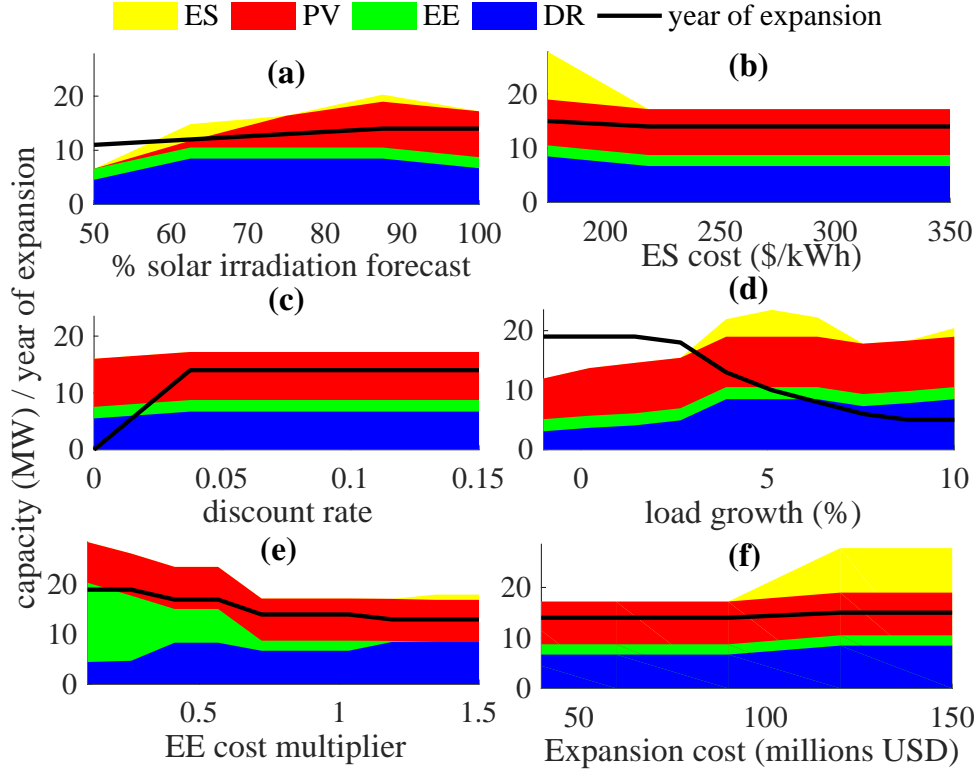 ES PV EE DR year of expansion
capacity (MW) / year of expansion
(a)
20
10
0
50 60 70 80 90 100
% solar irradiation forecast
(b)
20
10
0
200 250 300 350
ES cost ($/kWh)
(c)
20
10
0
0 0.05 0.1 0.15
discount rate
(d)
20
10
0
0 5 10
load growth (%)
(e)
20
10
0
0.5 1 1.5
EE cost multiplier
(f)
20
10
0
50 100 150
Expansion cost (millions USD)